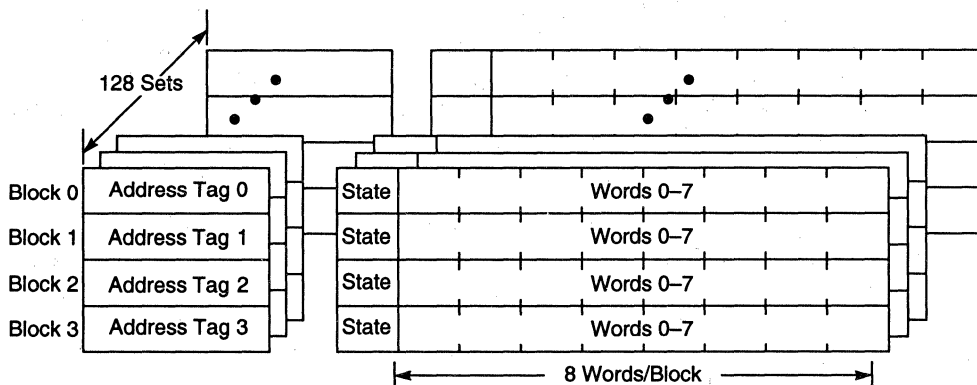 128 Sets
Block 0 Address Tag 0 State Words 0–7
Block 1 Address Tag 1 State Words 0–7
Block 2 Address Tag 2 State Words 0–7
Block 3 Address Tag 3 State Words 0–7
8 Words/Block